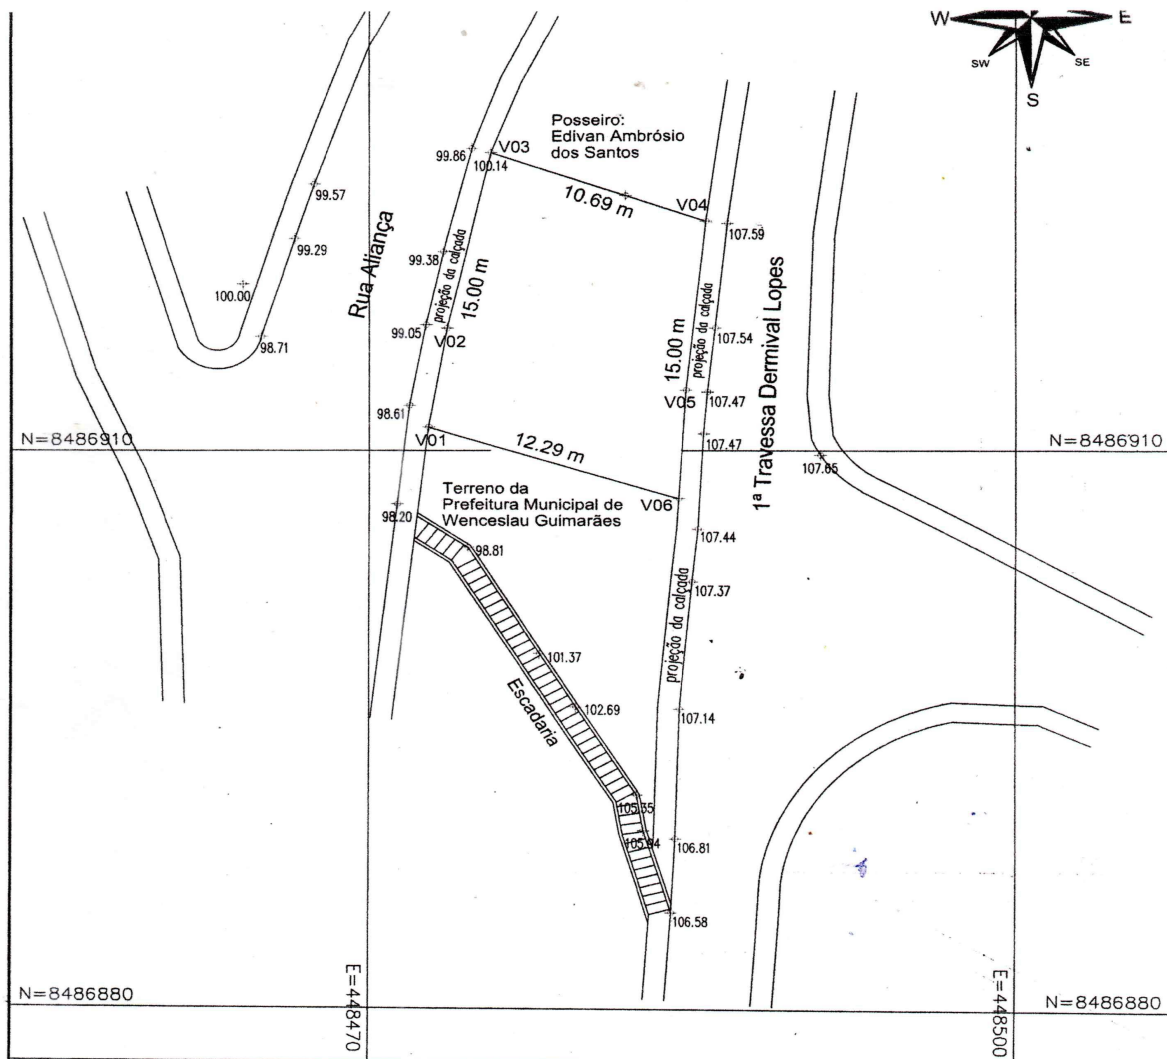 W
E
SW
SE
S
Posseiro:
Edivan Ambrósio
dos Santos
V03
99.86
100.14
10.69 m
V04
99.57
107.59
99.29
Rua Aliança
99.38
projeção da calçada
15.00 m
100.00
99.05
V02
98.71
15.00 m
projeção da calçada
107.54
1ª Travessa Dermival Lopes
V05
107.47
98.61
V01
12.29 m
107.47
N=8486910
N=8486910
107.65
Terreno da
Prefeitura Municipal de
Wenceslau Guimarães
V06
98.20
107.44
98.81
107.37
projeção da calçada
101.37
Escadaria
102.69
107.14
105.35
105.94
106.81
106.58
N=8486880
E=448470
E=448500
N=8486880